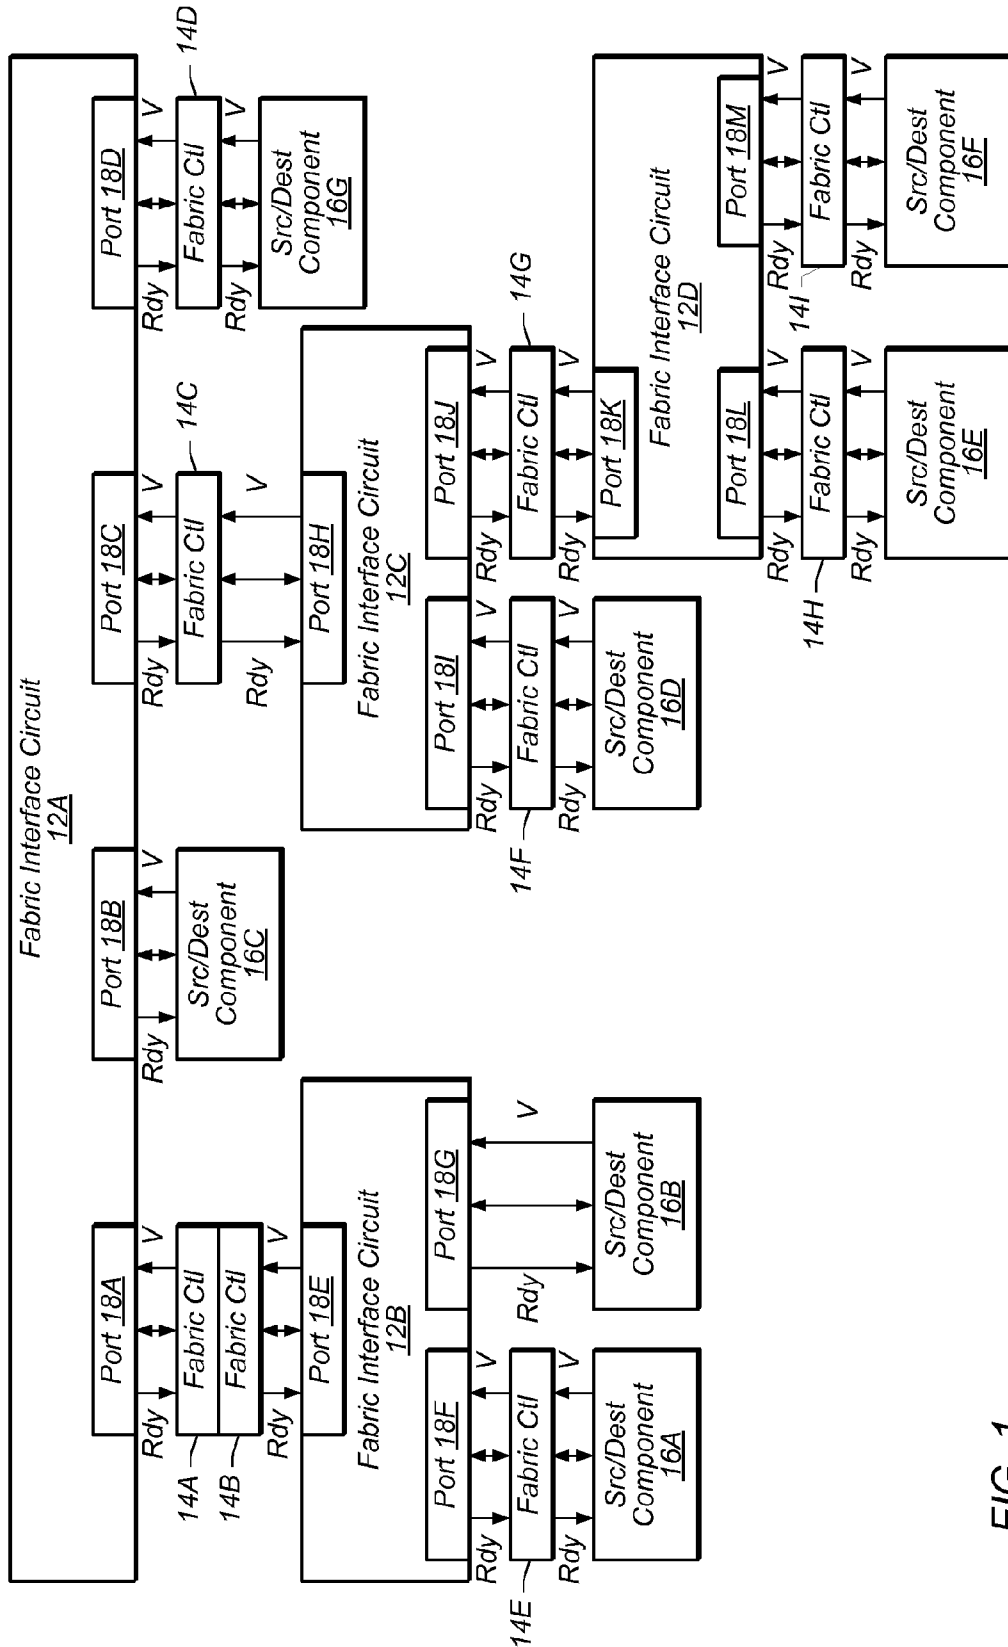 Fabric Interface Circuit
12A
Port 18A
Port 18B
Port 18C
Port 18D
Rdy
V
Rdy
V
Rdy
V
Rdy
V
14A
Fabric Ctl
14B
Fabric Ctl
Src/Dest
Component
16C
Fabric Ctl
14C
Fabric Ctl
14D
Rdy
V
Rdy
V
Rdy
V
Src/Dest
Component
16G
Port 18E
Fabric Interface Circuit
12B
Port 18H
Fabric Interface Circuit
12C
Port 18F
Port 18G
Port 18I
Port 18J
Rdy
V
Rdy
V
Rdy
V
Rdy
V
14E
Fabric Ctl
14F
Fabric Ctl
Fabric Ctl
14G
Rdy
V
Rdy
V
Rdy
V
Src/Dest
Component
16A
Src/Dest
Component
16B
Src/Dest
Component
16D
Port 18K
Fabric Interface Circuit
12D
Port 18L
Port 18M
Rdy
V
Rdy
V
14H
Fabric Ctl
14I
Fabric Ctl
Rdy
V
Rdy
V
Src/Dest
Component
16E
Src/Dest
Component
16F
FIG. 1